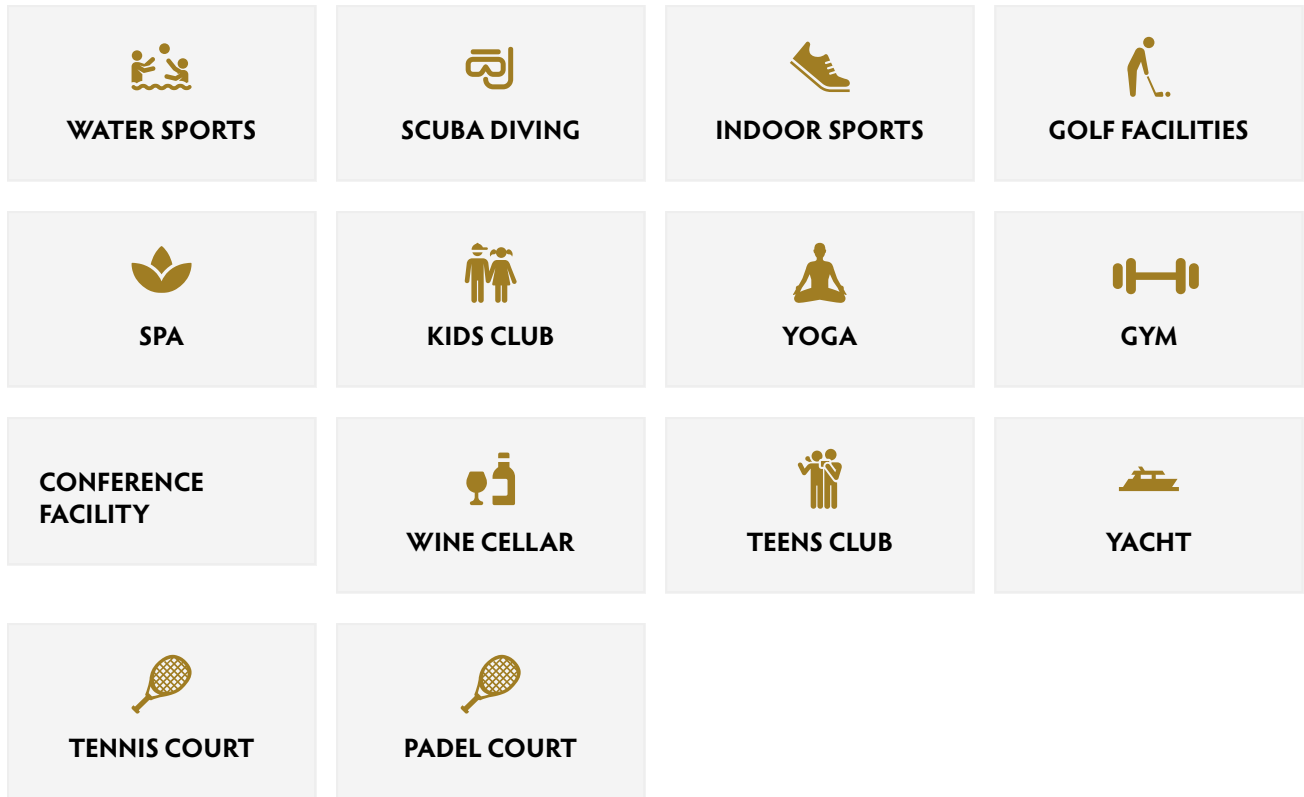 WATER SPORTS
SCUBA DIVING
INDOOR SPORTS
GOLF FACILITIES
SPA
KIDS CLUB
YOGA
GYM
CONFERENCE
FACILITY
WINE CELLAR
TEENS CLUB
YACHT
TENNIS COURT
PADEL COURT